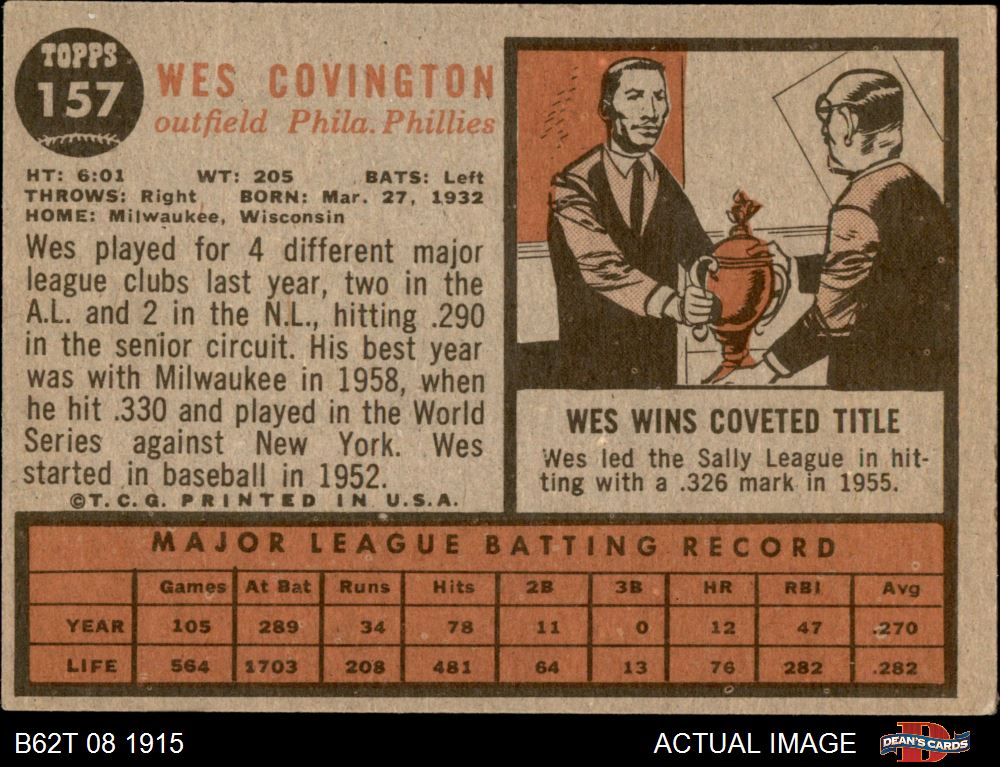 TOPPS
157
WES COVINGTON
outfield Phila. Phillies
HT: 6:01 WT: 205 BATS: Left
THROWS: Right BORN: Mar. 27, 1932
HOME: Milwaukee, Wisconsin
Wes played for 4 different major
league clubs last year, two in the
A.L. and 2 in the N.L., hitting .290
in the senior circuit. His best year
was with Milwaukee in 1958, when
he hit .330 and played in the World
Series against New York. Wes
started in baseball in 1952.
©T.C.G. PRINTED IN U.S.A.
WES WINS COVETED TITLE
Wes led the Sally League in hit-
ting with a .326 mark in 1955.
MAJOR LEAGUE BATTING RECORD
Games At Bat Runs Hits 2B 3B HR RBI Avg
YEAR 105 289 34 78 11 0 12 47 .270
LIFE 564 1703 208 481 64 13 76 282 .282
B62T 08 1915
ACTUAL IMAGE
DEAN'S CARDS